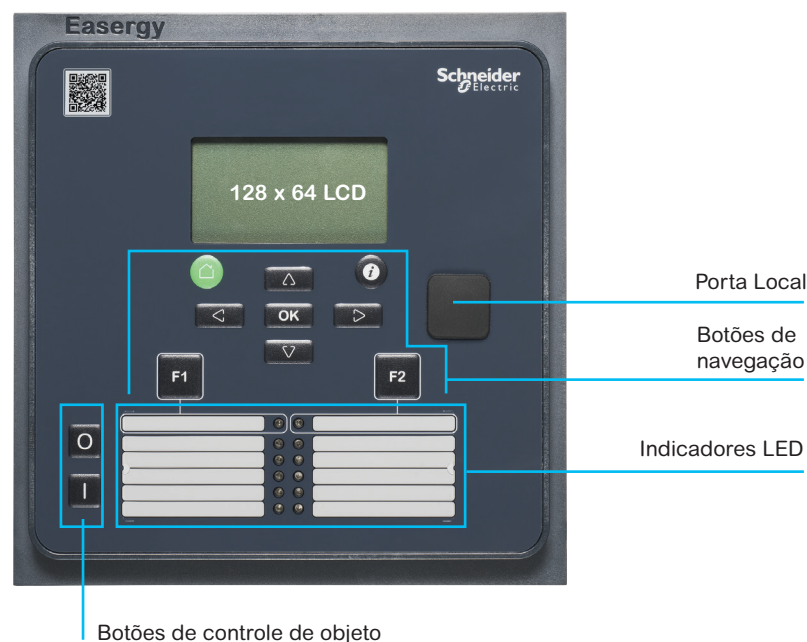 Easergy
Schneider
Electric
128 x 64 LCD
i
OK
F1
F2
O
I
Porta Local
Botões de
navegação
Indicadores LED
Botões de controle de objeto